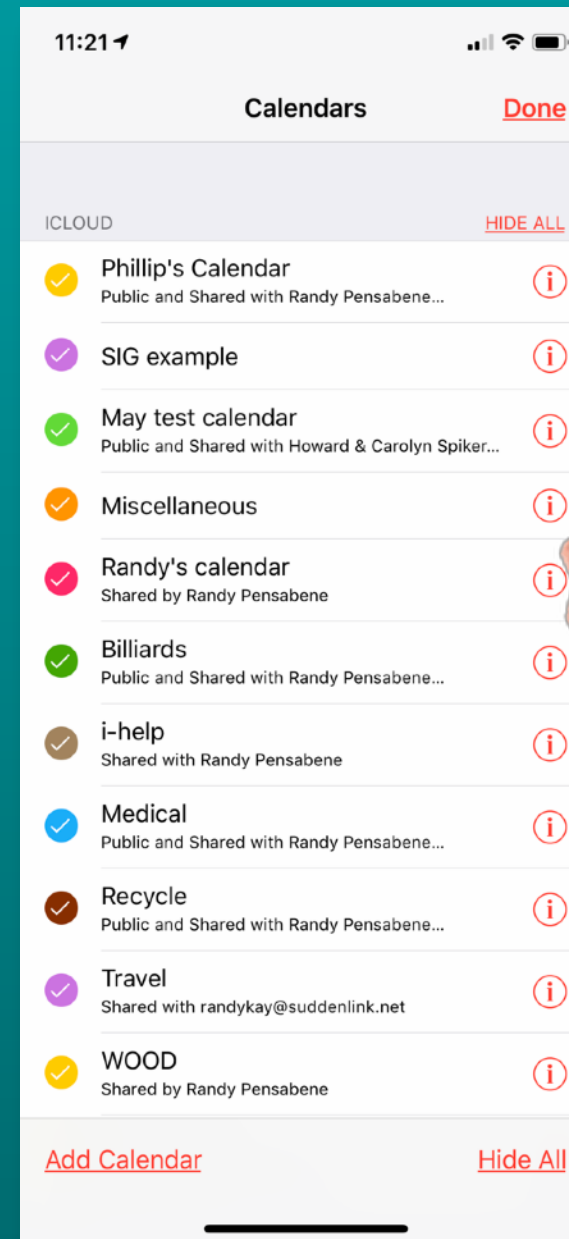 11:21
Calendars Done
ICLOUD HIDE ALL
Phillip's Calendar
Public and Shared with Randy Pensabene...
SIG example
May test calendar
Public and Shared with Howard & Carolyn Spiker...
Miscellaneous
Randy's calendar
Shared by Randy Pensabene
Billiards
Public and Shared with Randy Pensabene...
i-help
Shared with Randy Pensabene
Medical
Public and Shared with Randy Pensabene...
Recycle
Public and Shared with Randy Pensabene...
Travel
Shared with randykay@suddenlink.net
WOOD
Shared by Randy Pensabene
Add Calendar Hide All